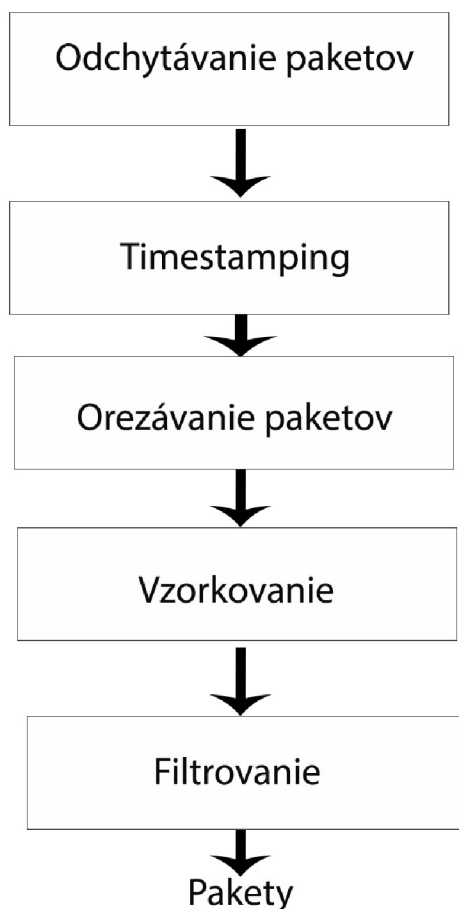 Odchytávanie paketov
Timestamping
Orezávanie paketov
Vzorkovanie
Filtrovanie
Pakety